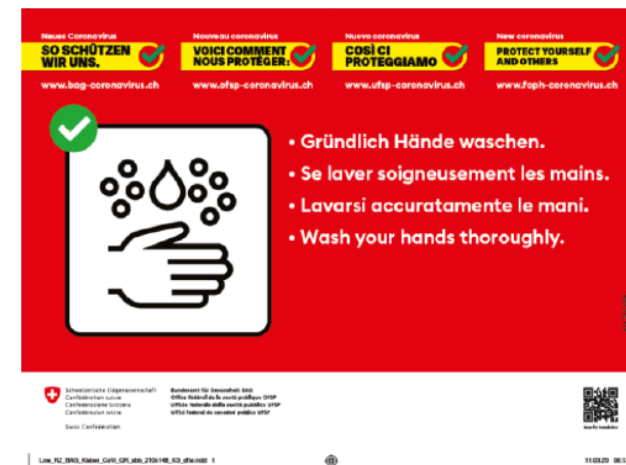 Neues Coronavirus
SO SCHÜTZEN
WIR UNS.
www.bag-coronavirus.ch
Nouveau coronavirus
VOICI COMMENT
NOUS PROTÉGER:
www.ofsp-coronavirus.ch
Nuovo coronavirus
COSÌ CI
PROTEGGIAMO
www.ufsp-coronavirus.ch
New coronavirus
PROTECT YOURSELF
AND OTHERS
www.foph-coronavirus.ch
• Gründlich Hände waschen.
• Se laver soigneusement les mains.
• Lavarsi accuratamente le mani.
• Wash your hands thoroughly.
Schweizerische Eidgenossenschaft
Confédération suisse
Confederazione Svizzera
Confederaziun svizra
Swiss Confederation
Bundesamt für Gesundheit BAG
Office fédéral de la santé publique OFSP
Ufficio federale della sanità pubblica UFSP
Uffizi federal da sanadad publica UFSP